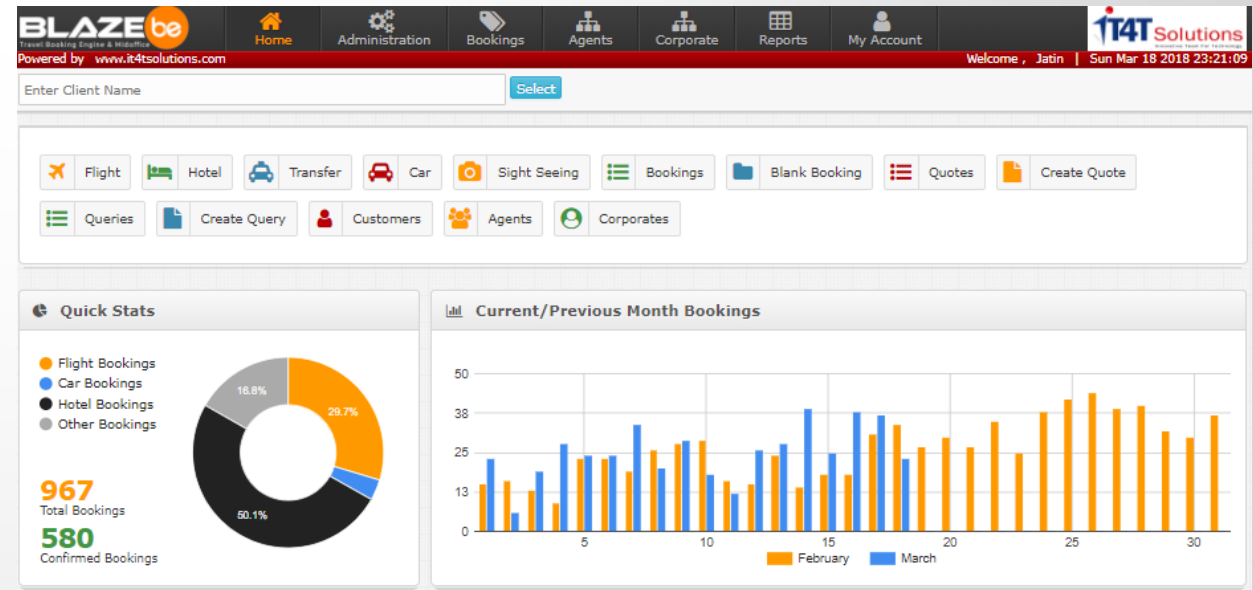 BLAZE be
Travel Booking Engine & Midoffice
Home
Administration
Bookings
Agents
Corporate
Reports
My Account
IT4T Solutions
Innovative Team For Technology
Powered by www.it4tsolutions.com
Welcome , Jatin | Sun Mar 18 2018 23:21:09
Enter Client Name
Select
Flight
Hotel
Transfer
Car
Sight Seeing
Bookings
Blank Booking
Quotes
Create Quote
Queries
Create Query
Customers
Agents
Corporates
Quick Stats
Flight Bookings
Car Bookings
Hotel Bookings
Other Bookings
16.8%
29.7%
50.1%
967
Total Bookings
580
Confirmed Bookings
Current/Previous Month Bookings
50
38
25
13
0
5
10
15
20
25
30
February
March